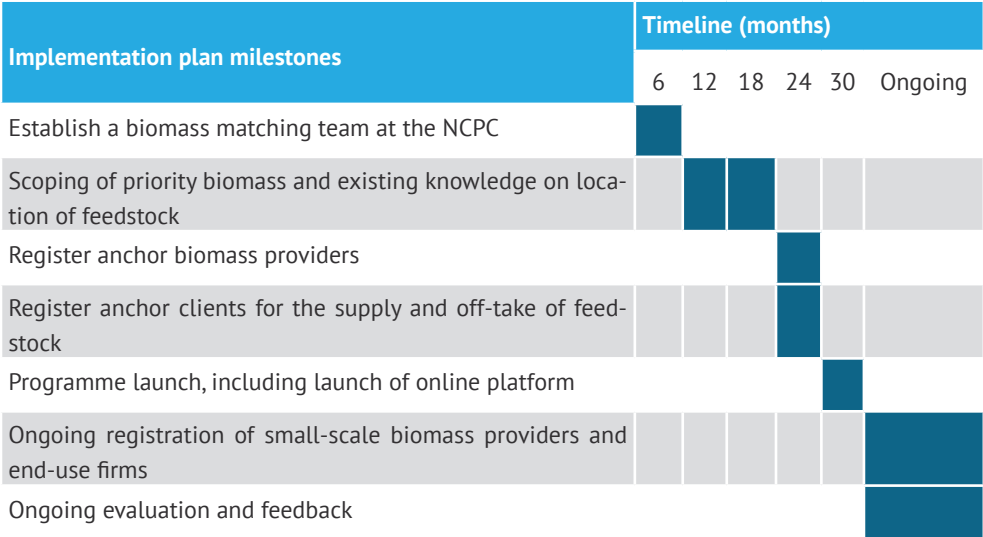 Implementation plan milestones
Timeline (months)
6 12 18 24 30 Ongoing
Establish a biomass matching team at the NCPC
Scoping of priority biomass and existing knowledge on loca-
tion of feedstock
Register anchor biomass providers
Register anchor clients for the supply and off-take of feed-
stock
Programme launch, including launch of online platform
Ongoing registration of small-scale biomass providers and
end-use firms
Ongoing evaluation and feedback